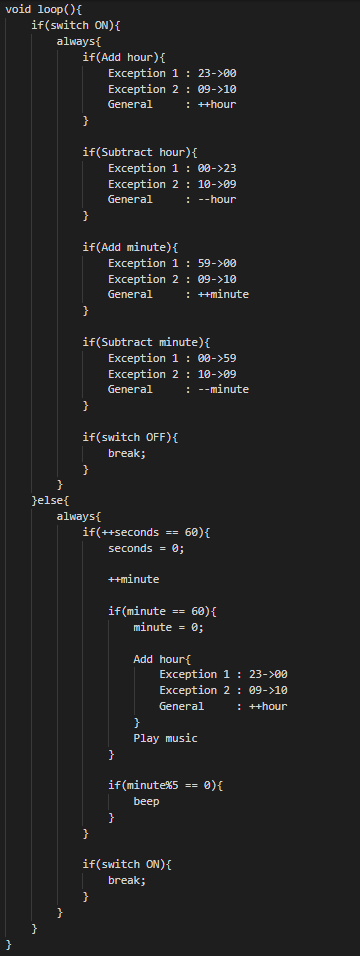 void loop(){
    if(switch ON){
        always{
            if(Add hour){
                Exception 1 : 23->00
                Exception 2 : 09->10
                General     : ++hour
            }

            if(Subtract hour){
                Exception 1 : 00->23
                Exception 2 : 10->09
                General     : --hour
            }

            if(Add minute){
                Exception 1 : 59->00
                Exception 2 : 09->10
                General     : ++minute
            }

            if(Subtract minute){
                Exception 1 : 00->59
                Exception 2 : 10->09
                General     : --minute
            }

            if(switch OFF){
                break;
            }
        }
    }else{
        always{
            if(++seconds == 60){
                seconds = 0;

                ++minute

                if(minute == 60){
                    minute = 0;

                    Add hour{
                        Exception 1 : 23->00
                        Exception 2 : 09->10
                        General     : ++hour
                    }
                    Play music
                }

                if(minute%5 == 0){
                    beep
                }
            }

            if(switch ON){
                break;
            }
        }
    }
}